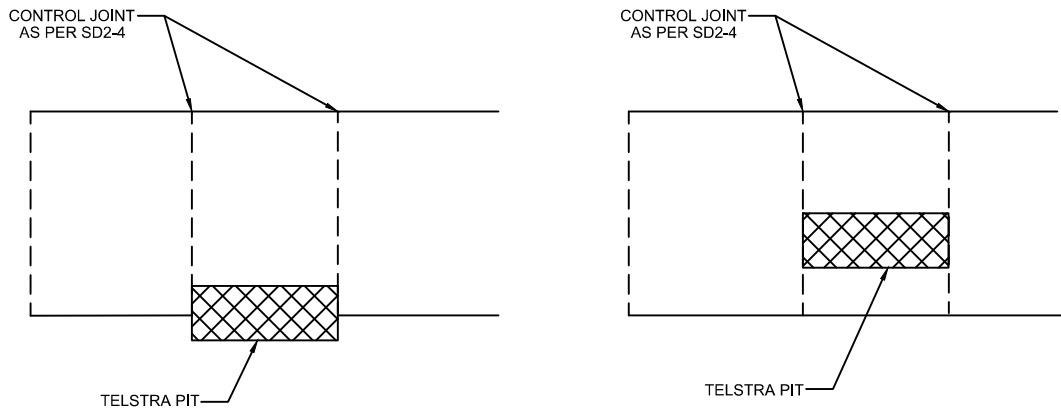 CONTROL JOINT
AS PER SD2-4
CONTROL JOINT
AS PER SD2-4
TELSTRA PIT
TELSTRA PIT